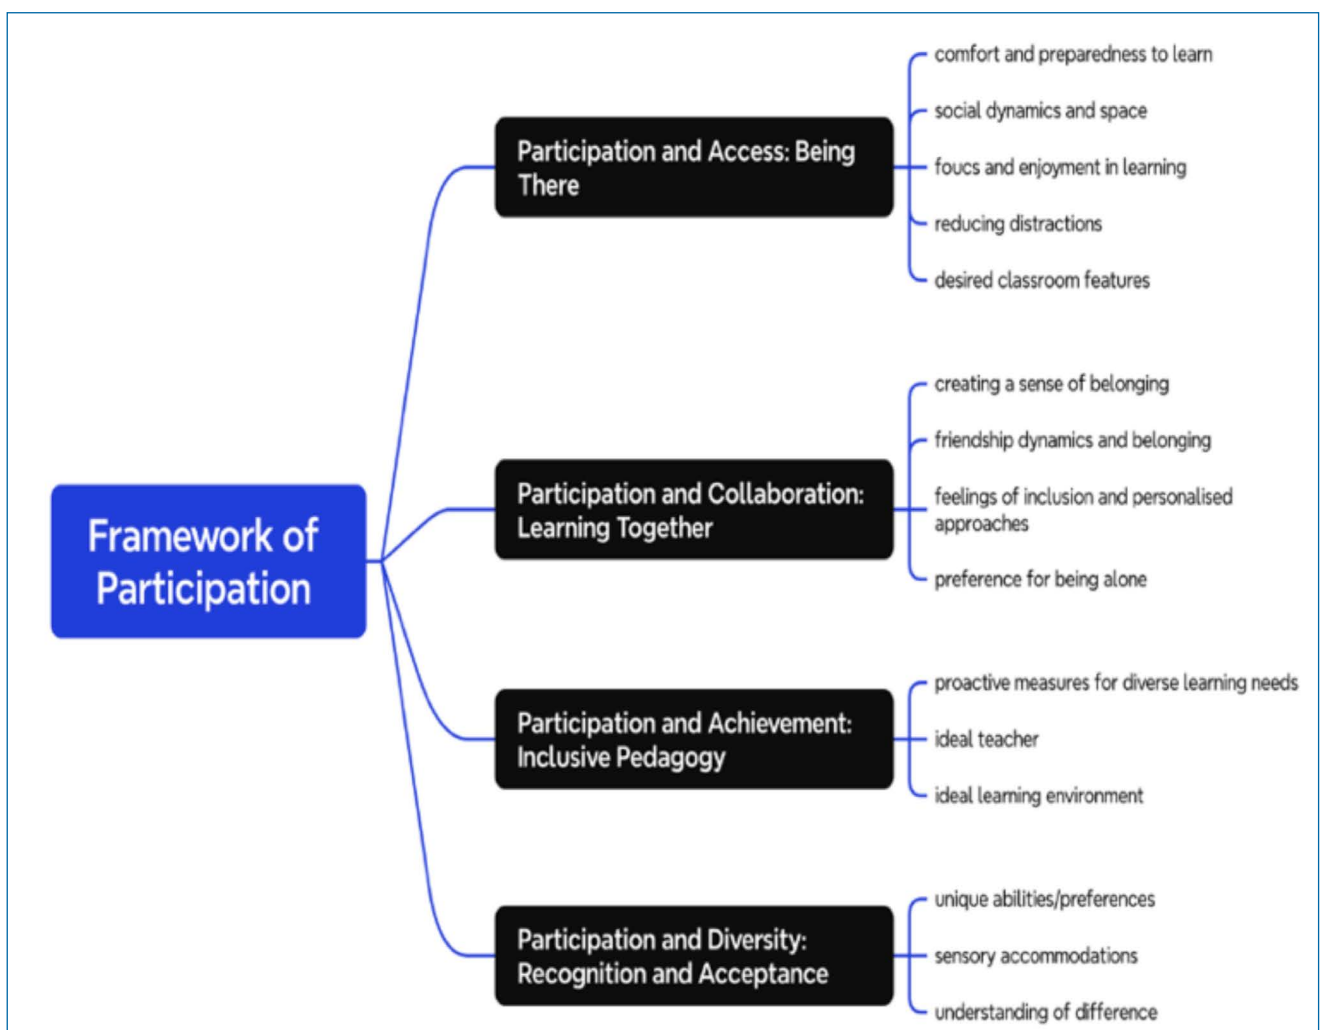 Framework of
Participation
Participation and Access: Being
There
comfort and preparedness to learn
social dynamics and space
foucs and enjoyment in learning
reducing distractions
desired classroom features
Participation and Collaboration:
Learning Together
creating a sense of belonging
friendship dynamics and belonging
feelings of inclusion and personalised
approaches
preference for being alone
Participation and Achievement:
Inclusive Pedagogy
proactive measures for diverse learning needs
ideal teacher
ideal learning environment
Participation and Diversity:
Recognition and Acceptance
unique abilities/preferences
sensory accommodations
understanding of difference